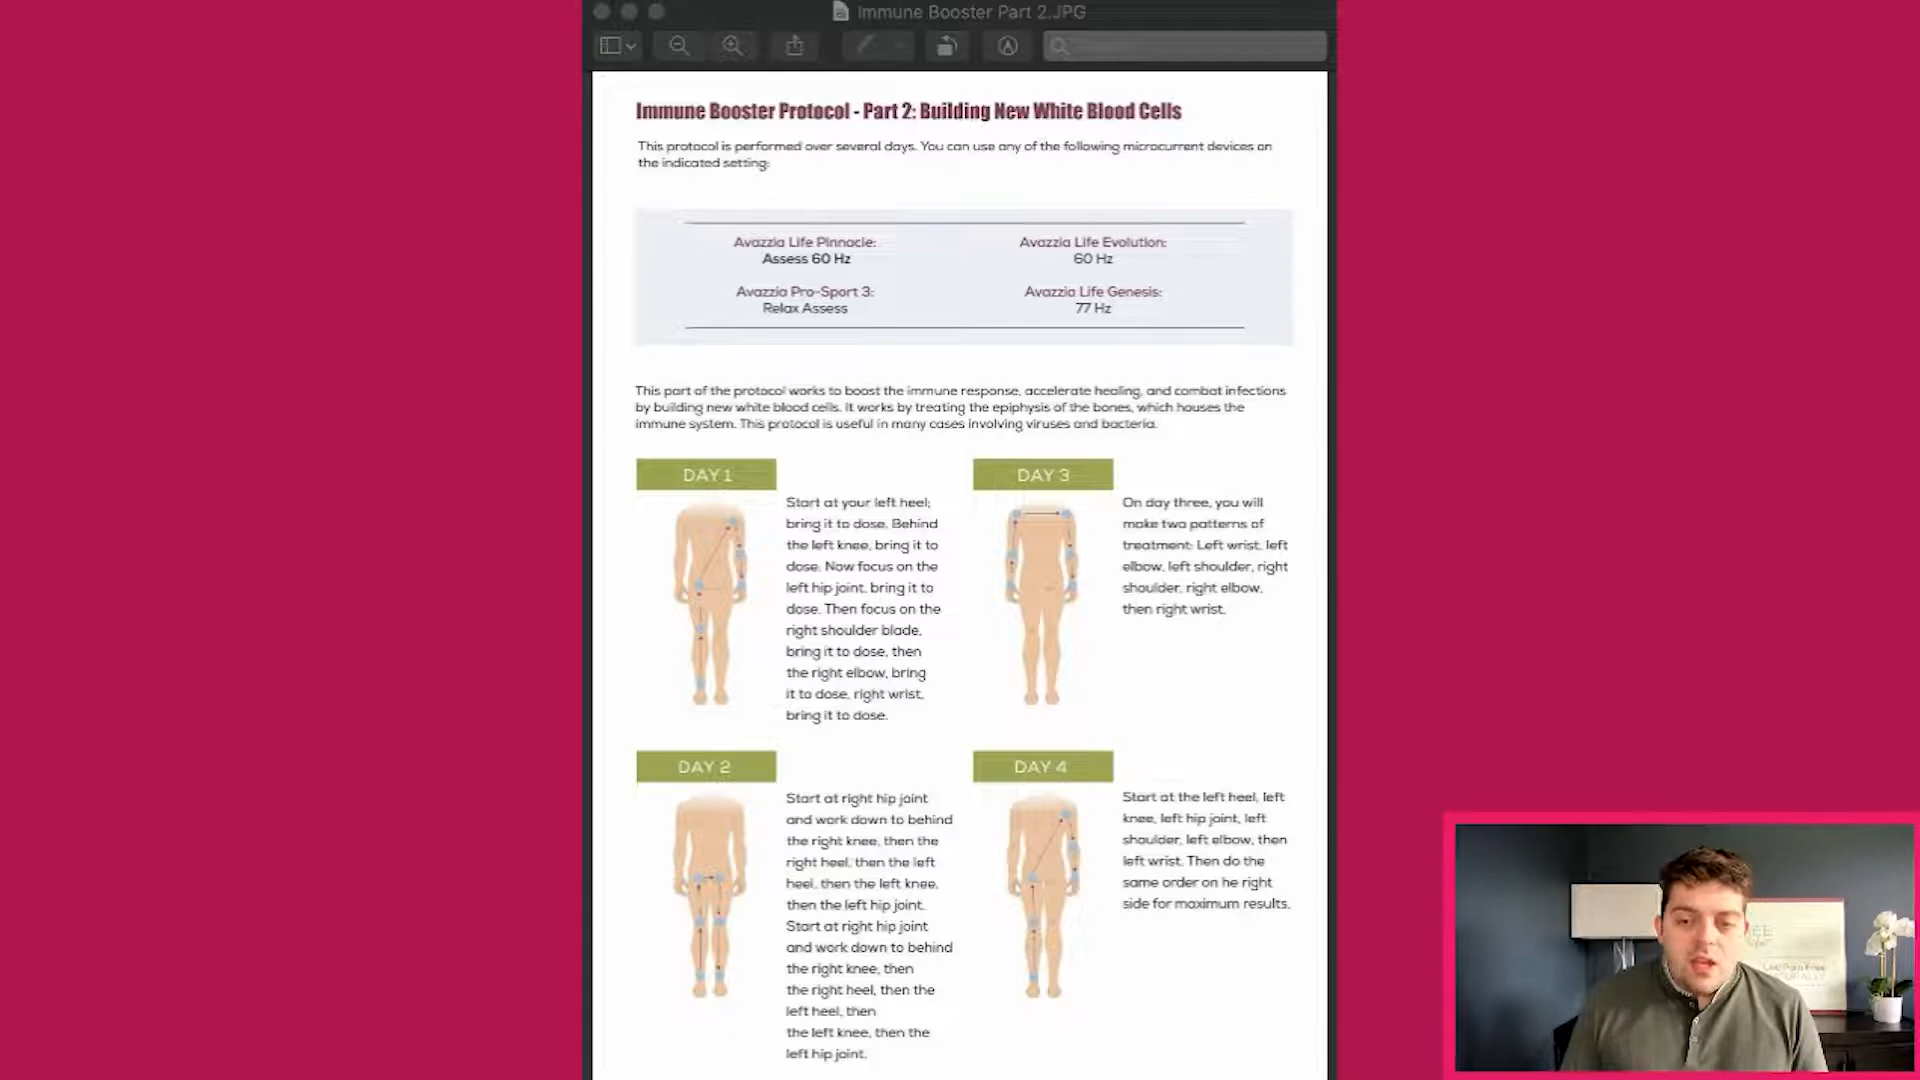 Immune Booster Part 2.JPG
Immune Booster Protocol - Part 2: Building New White Blood Cells
This protocol is performed over several days. You can use any of the following microcurrent devices on
the indicated setting:
Avazzia Life Pinnacle:
Assess 60 Hz
Avazzia Life Evolution:
60 Hz
Avazzia Pro-Sport 3:
Relax Assess
Avazzia Life Genesis:
77 Hz
This part of the protocol works to boost the immune response, accelerate healing, and combat infections
by building new white blood cells. It works by treating the epiphysis of the bones, which houses the
immune system. This protocol is useful in many cases involving viruses and bacteria.
DAY 1
Start at your left heel;
bring it to dose. Behind
the left knee, bring it to
dose. Now focus on the
left hip joint, bring it to
dose. Then focus on the
right shoulder blade,
bring it to dose, then
the right elbow, bring
it to dose, right wrist,
bring it to dose.
DAY 3
On day three, you will
make two patterns of
treatment: Left wrist, left
elbow, left shoulder, right
shoulder, right elbow,
then right wrist.
DAY 2
Start at right hip joint
and work down to behind
the right knee, then the
right heel, then the left
heel, then the left knee,
then the left hip joint.
Start at right hip joint
and work down to behind
the right knee, then
the right heel, then the
left heel, then
the left knee, then the
left hip joint.
DAY 4
Start at the left heel, left
knee, left hip joint, left
shoulder, left elbow, then
left wrist. Then do the
same order on he right
side for maximum results.
Live Pain Free